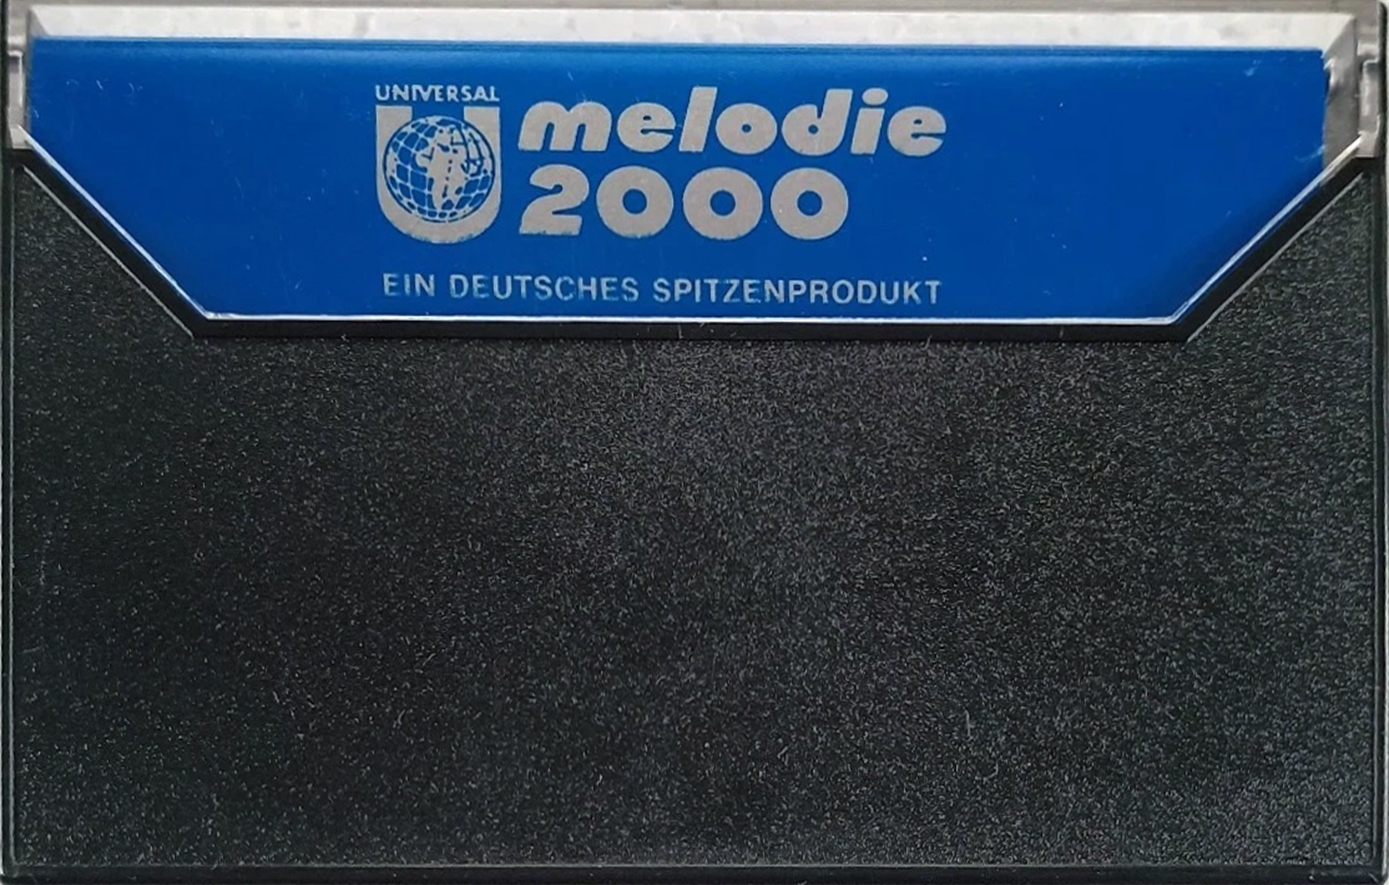 UNIVERSAL
melodie
2000
EIN DEUTSCHES SPITZENPRODUKT